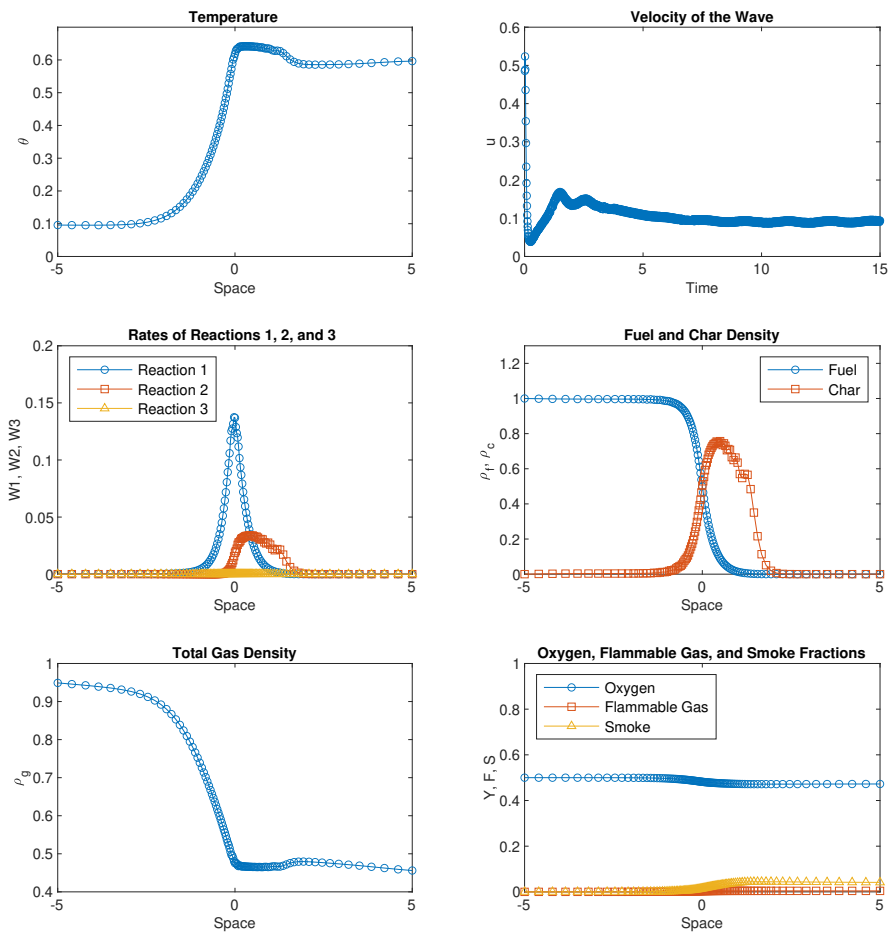 Temperature
0.6
0.5
0.4
0.3
0.2
0.1
0
θ
-5 0 5
Space
Velocity of the Wave
0.6
0.5
0.4
0.3
0.2
0.1
0
u
0 5 10 15
Time
Rates of Reactions 1, 2, and 3
0.2
0.15
0.1
0.05
0
W1, W2, W3
Reaction 1
Reaction 2
Reaction 3
-5 0 5
Space
Fuel and Char Density
1.2
1
0.8
0.6
0.4
0.2
0
ρf, ρc
Fuel
Char
-5 0 5
Space
Total Gas Density
1
0.9
0.8
0.7
0.6
0.5
0.4
ρg
-5 0 5
Space
Oxygen, Flammable Gas, and Smoke Fractions
1
0.8
0.6
0.4
0.2
0
Y, F, S
Oxygen
Flammable Gas
Smoke
-5 0 5
Space